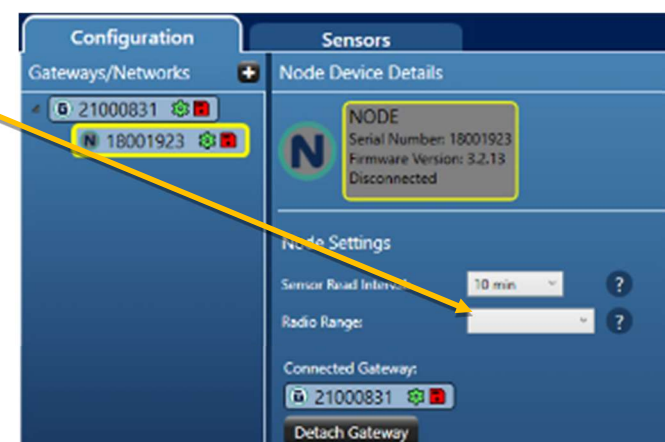 Configuration
Sensors
Gateways/Networks
Node Device Details
G 21000831
N 18001923
N
NODE
Serial Number: 18001923
Firmware Version: 3.2.13
Disconnected
Node Settings
Sensor Read
10 min
?
Radio Range:
?
Connected Gateway:
G 21000831
Detach Gateway